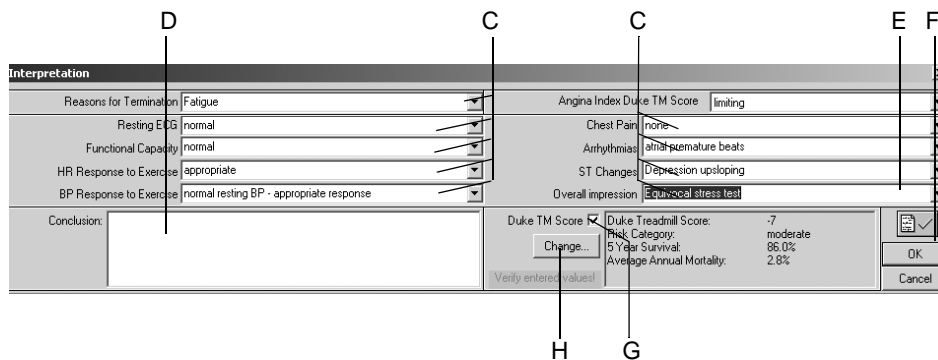 D C C E F
Interpretation
Reasons for Termination Fatigue
Angina Index Duke TM Score limiting
Resting ECG normal
Chest Pain none
Functional Capacity normal
Arrhythmias atrial premature beats
HR Response to Exercise appropriate
ST Changes Depression upsloping
BP Response to Exercise normal resting BP - appropriate response
Overall impression Equivocal stress test
Conclusion:
Duke TM Score
Duke Treadmill Score: -7
Risk Category: moderate
5 Year Survival: 86.0%
Average Annual Mortality: 2.8%
Change...
Verify entered values!
OK
Cancel
H G